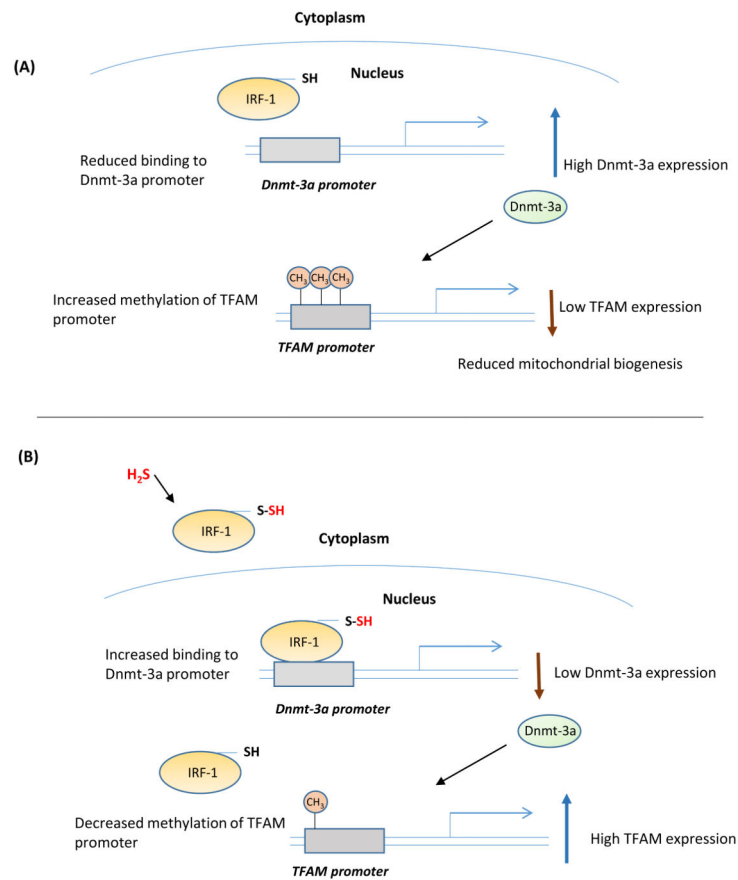 Cytoplasm
(A)
Nucleus
SH
IRF-1
Reduced binding to
Dnmt-3a promoter
High Dnmt-3a expression
Dnmt-3a promoter
Dnmt-3a
CH3 CH3 CH3
Increased methylation of TFAM
promoter
Low TFAM expression
TFAM promoter
Reduced mitochondrial biogenesis
(B)
H2S
S-SH
IRF-1
Cytoplasm
Nucleus
S-SH
IRF-1
Increased binding to
Dnmt-3a promoter
Low Dnmt-3a expression
Dnmt-3a promoter
Dnmt-3a
SH
IRF-1
CH3
Decreased methylation of TFAM
promoter
High TFAM expression
TFAM promoter